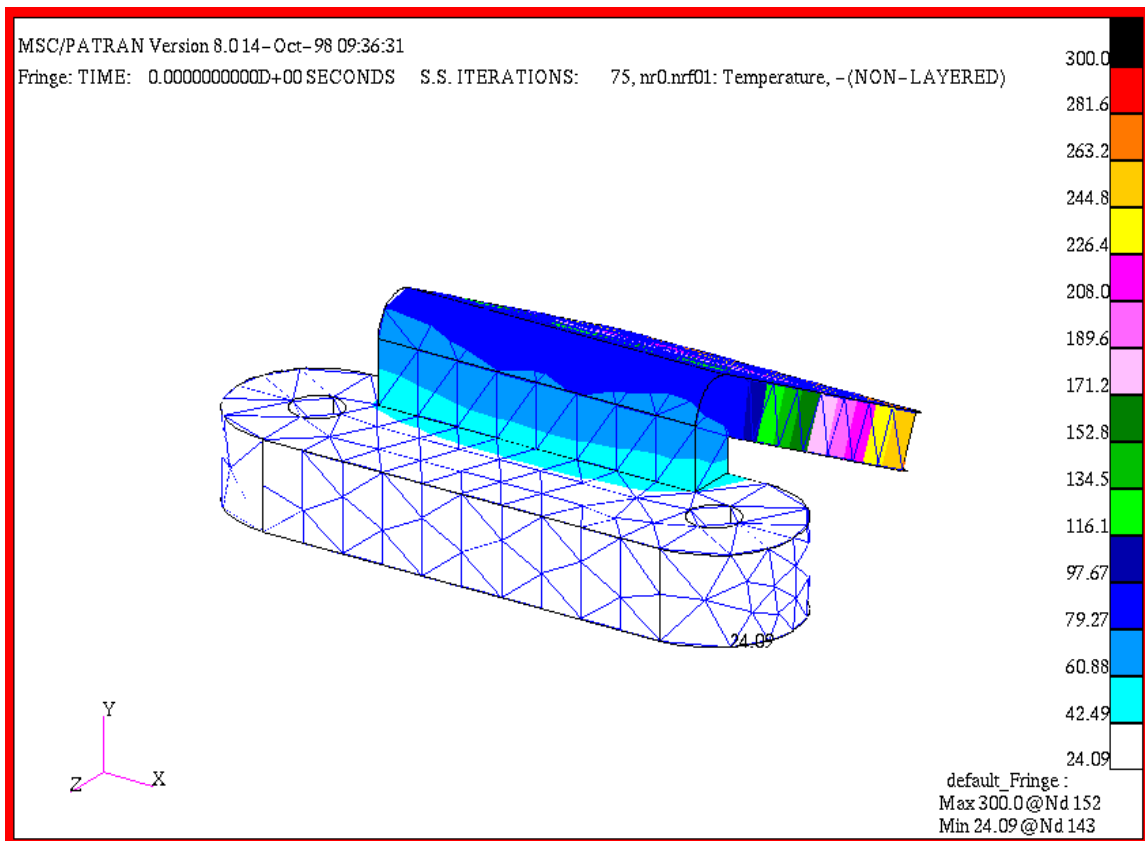 MSC/PATRAN Version 8.0 14-Oct-98 09:36:31
Fringe: TIME: 0.0000000000D+00 SECONDS S.S. ITERATIONS: 75, nr0.nrf01: Temperature, -(NON-LAYERED)
300.0
281.6
263.2
244.8
226.4
208.0
189.6
171.2
152.8
134.5
116.1
97.67
79.27
60.88
42.49
24.09
24.09
Y
Z
X
default_Fringe :
Max 300.0 @Nd 152
Min 24.09 @Nd 143